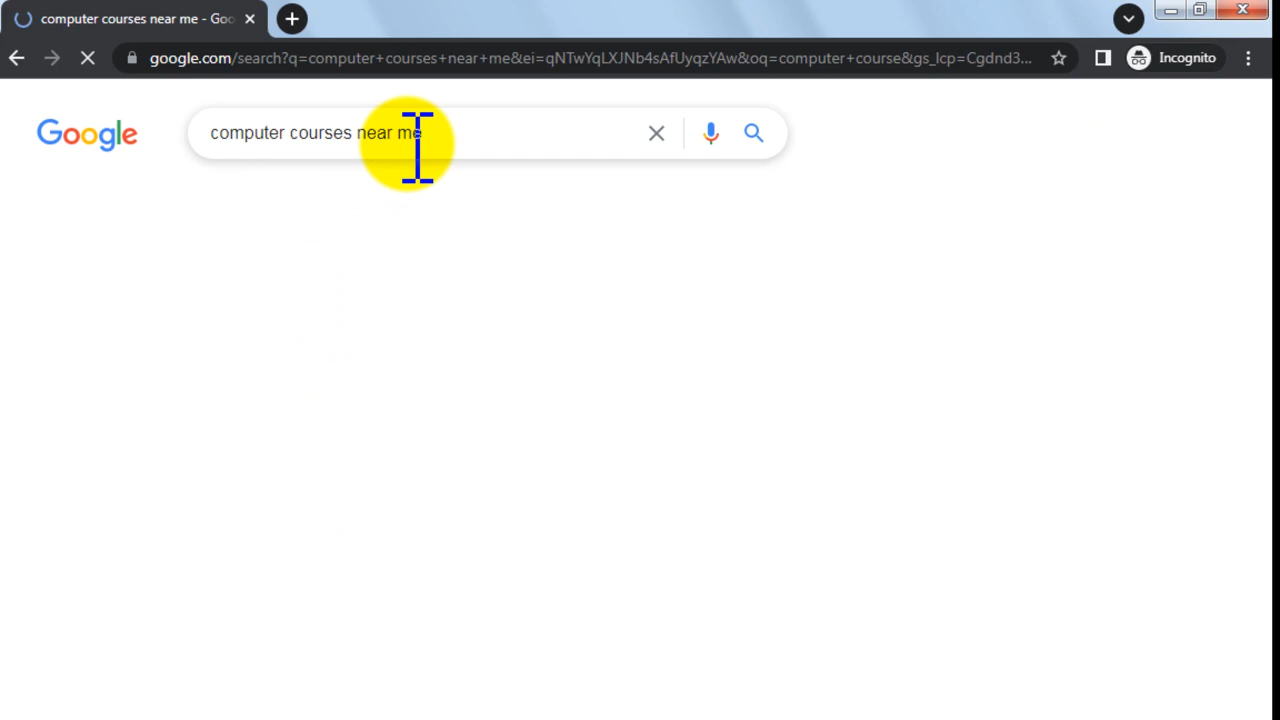 computer courses near me - Goo
google.com/search?q=computer+courses+near+me&ei=qNTwYqLXJNb4sAfUyqzYAw&oq=computer+course&gs_lcp=Cgdnd3...
Incognito
Google
computer courses near me